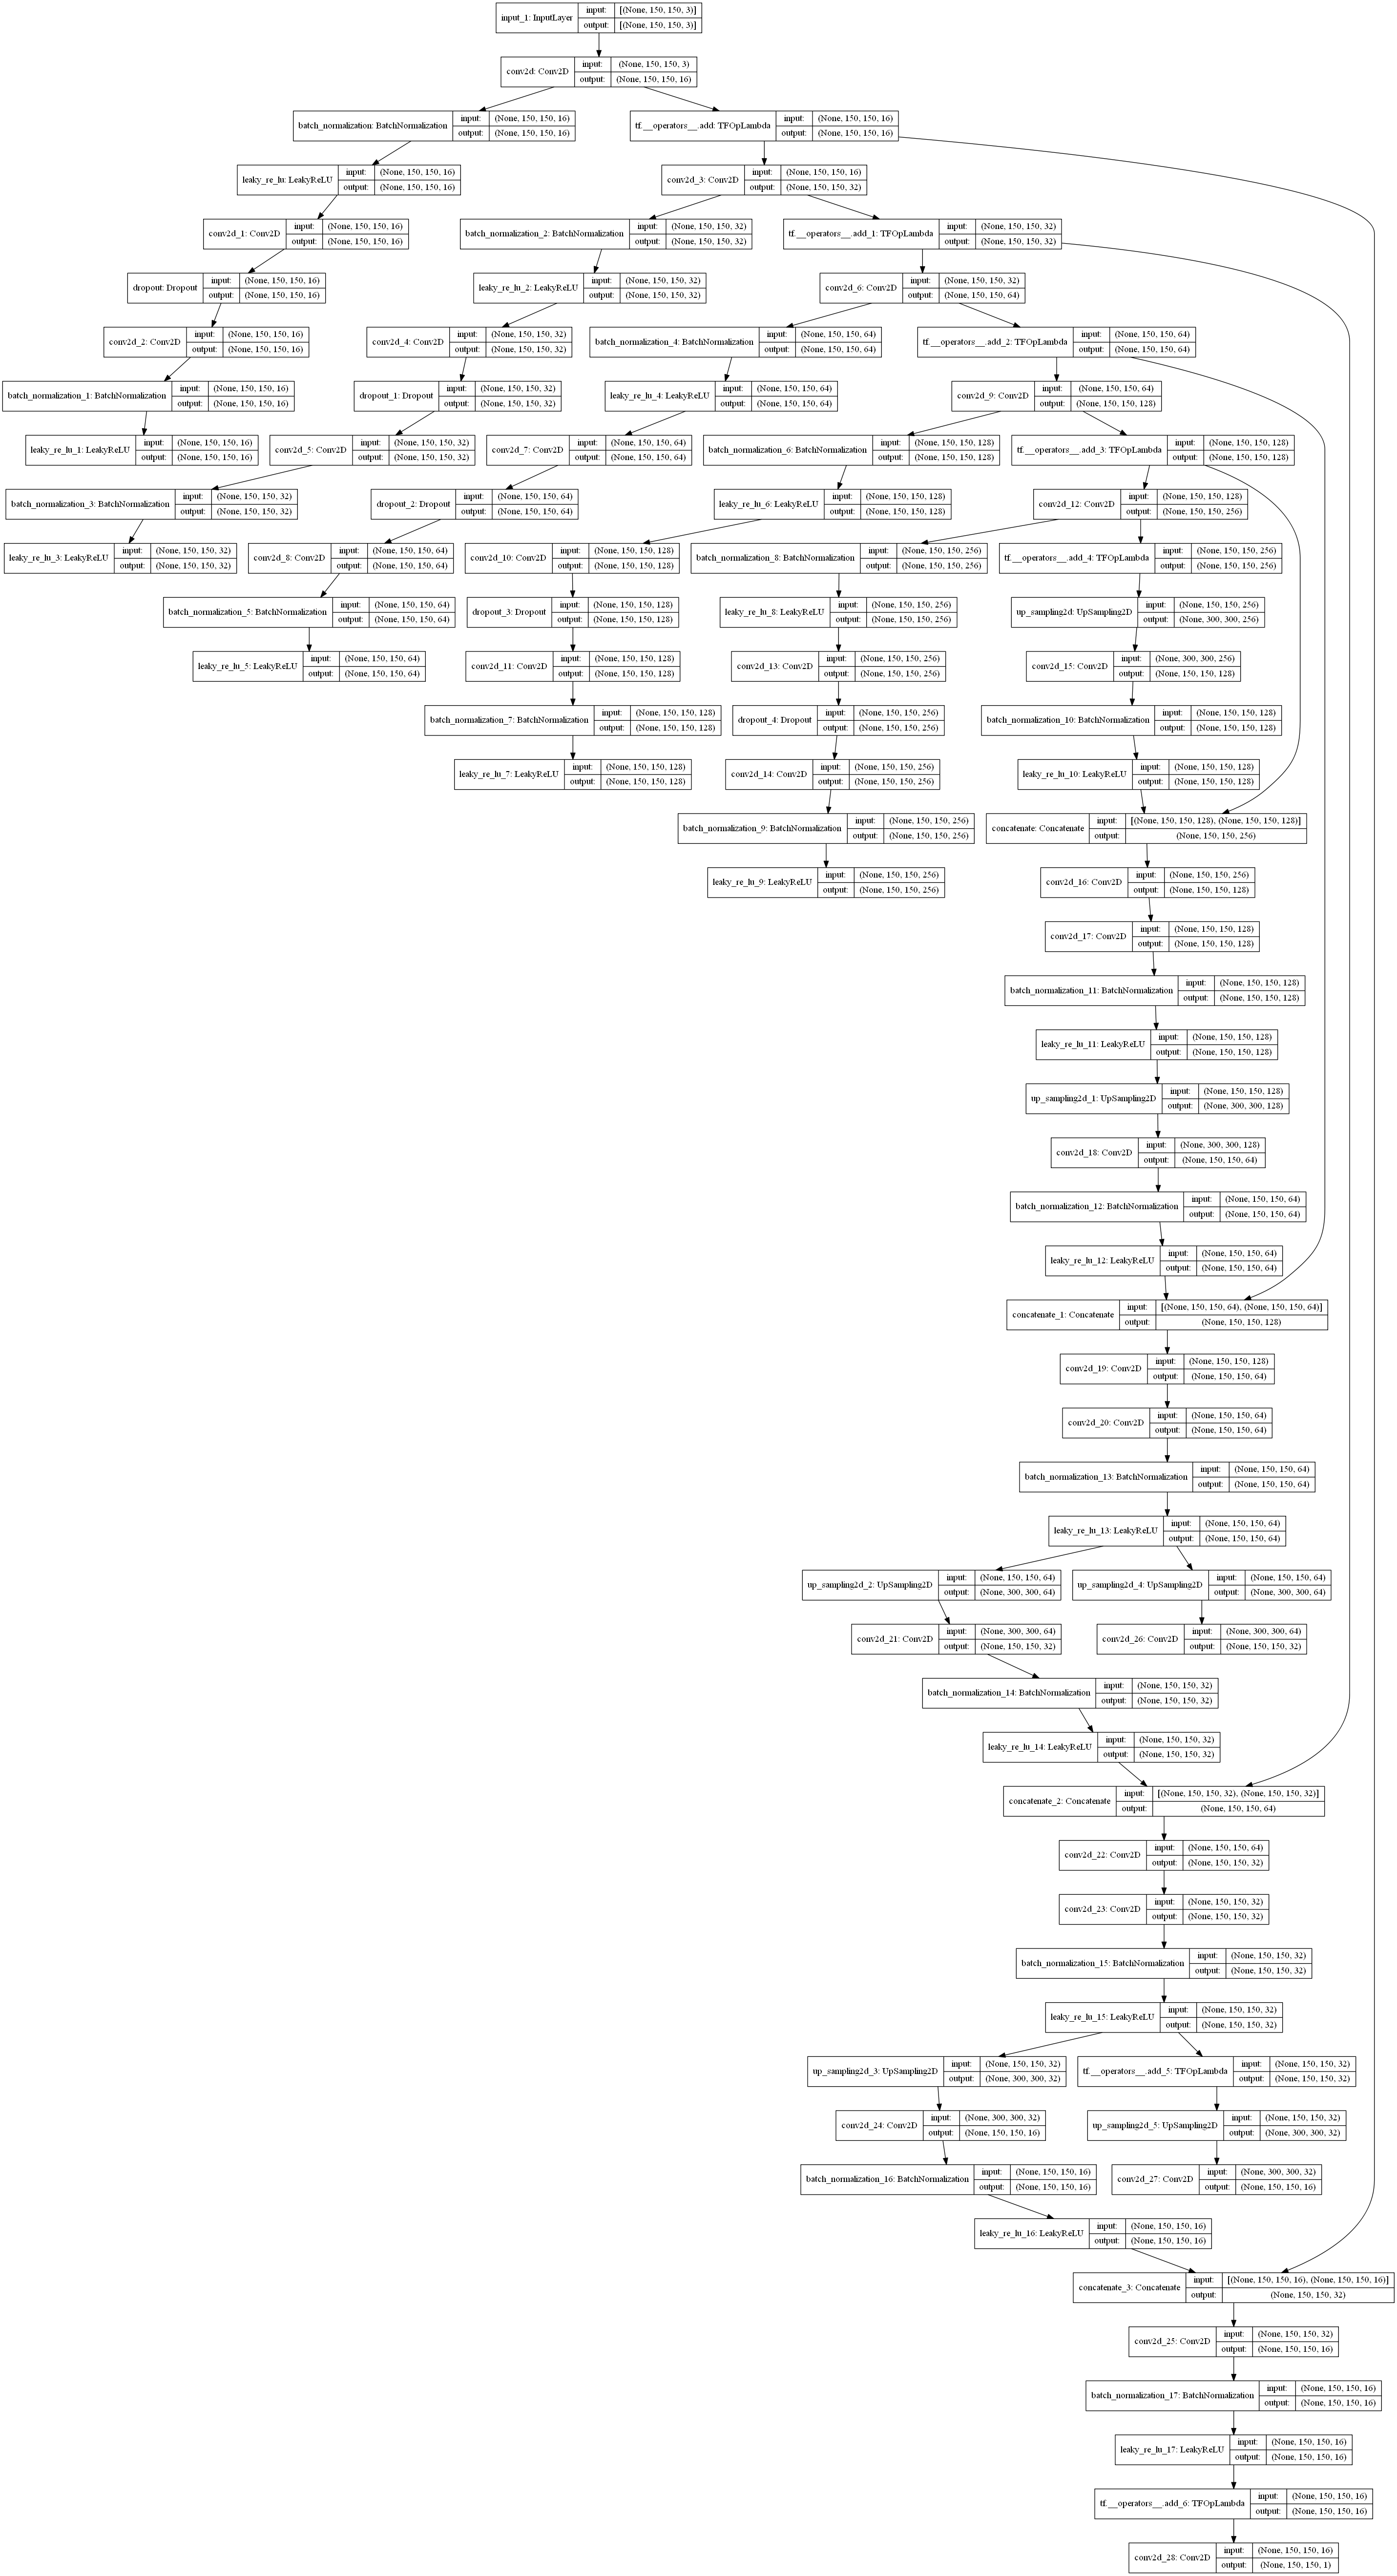 input_1: InputLayer input: [(None, 150, 150, 3)]
output: [(None, 150, 150, 3)]
conv2d: Conv2D input: (None, 150, 150, 3)
output: (None, 150, 150, 16)
batch_normalization: BatchNormalization input: (None, 150, 150, 16)
output: (None, 150, 150, 16)
tf.__operators__.add: TFOpLambda input: (None, 150, 150, 16)
output: (None, 150, 150, 16)
leaky_re_lu: LeakyReLU input: (None, 150, 150, 16)
output: (None, 150, 150, 16)
conv2d_3: Conv2D input: (None, 150, 150, 16)
output: (None, 150, 150, 32)
conv2d_1: Conv2D input: (None, 150, 150, 16)
output: (None, 150, 150, 16)
batch_normalization_2: BatchNormalization input: (None, 150, 150, 32)
output: (None, 150, 150, 32)
tf.__operators__.add_1: TFOpLambda input: (None, 150, 150, 32)
output: (None, 150, 150, 32)
dropout: Dropout input: (None, 150, 150, 16)
output: (None, 150, 150, 16)
leaky_re_lu_2: LeakyReLU input: (None, 150, 150, 32)
output: (None, 150, 150, 32)
conv2d_6: Conv2D input: (None, 150, 150, 32)
output: (None, 150, 150, 64)
conv2d_2: Conv2D input: (None, 150, 150, 16)
output: (None, 150, 150, 16)
conv2d_4: Conv2D input: (None, 150, 150, 32)
output: (None, 150, 150, 32)
batch_normalization_4: BatchNormalization input: (None, 150, 150, 64)
output: (None, 150, 150, 64)
tf.__operators__.add_2: TFOpLambda input: (None, 150, 150, 64)
output: (None, 150, 150, 64)
batch_normalization_1: BatchNormalization input: (None, 150, 150, 16)
output: (None, 150, 150, 16)
dropout_1: Dropout input: (None, 150, 150, 32)
output: (None, 150, 150, 32)
leaky_re_lu_4: LeakyReLU input: (None, 150, 150, 64)
output: (None, 150, 150, 64)
conv2d_9: Conv2D input: (None, 150, 150, 64)
output: (None, 150, 150, 128)
leaky_re_lu_1: LeakyReLU input: (None, 150, 150, 16)
output: (None, 150, 150, 16)
conv2d_5: Conv2D input: (None, 150, 150, 32)
output: (None, 150, 150, 32)
conv2d_7: Conv2D input: (None, 150, 150, 64)
output: (None, 150, 150, 64)
batch_normalization_6: BatchNormalization input: (None, 150, 150, 128)
output: (None, 150, 150, 128)
tf.__operators__.add_3: TFOpLambda input: (None, 150, 150, 128)
output: (None, 150, 150, 128)
batch_normalization_3: BatchNormalization input: (None, 150, 150, 32)
output: (None, 150, 150, 32)
dropout_2: Dropout input: (None, 150, 150, 64)
output: (None, 150, 150, 64)
leaky_re_lu_6: LeakyReLU input: (None, 150, 150, 128)
output: (None, 150, 150, 128)
conv2d_12: Conv2D input: (None, 150, 150, 128)
output: (None, 150, 150, 256)
leaky_re_lu_3: LeakyReLU input: (None, 150, 150, 32)
output: (None, 150, 150, 32)
conv2d_8: Conv2D input: (None, 150, 150, 64)
output: (None, 150, 150, 64)
conv2d_10: Conv2D input: (None, 150, 150, 128)
output: (None, 150, 150, 128)
batch_normalization_8: BatchNormalization input: (None, 150, 150, 256)
output: (None, 150, 150, 256)
tf.__operators__.add_4: TFOpLambda input: (None, 150, 150, 256)
output: (None, 150, 150, 256)
batch_normalization_5: BatchNormalization input: (None, 150, 150, 64)
output: (None, 150, 150, 64)
dropout_3: Dropout input: (None, 150, 150, 128)
output: (None, 150, 150, 128)
leaky_re_lu_8: LeakyReLU input: (None, 150, 150, 256)
output: (None, 150, 150, 256)
up_sampling2d: UpSampling2D input: (None, 150, 150, 256)
output: (None, 300, 300, 256)
leaky_re_lu_5: LeakyReLU input: (None, 150, 150, 64)
output: (None, 150, 150, 64)
conv2d_11: Conv2D input: (None, 150, 150, 128)
output: (None, 150, 150, 128)
conv2d_13: Conv2D input: (None, 150, 150, 256)
output: (None, 150, 150, 256)
conv2d_15: Conv2D input: (None, 300, 300, 256)
output: (None, 150, 150, 128)
batch_normalization_7: BatchNormalization input: (None, 150, 150, 128)
output: (None, 150, 150, 128)
dropout_4: Dropout input: (None, 150, 150, 256)
output: (None, 150, 150, 256)
batch_normalization_10: BatchNormalization input: (None, 150, 150, 128)
output: (None, 150, 150, 128)
leaky_re_lu_7: LeakyReLU input: (None, 150, 150, 128)
output: (None, 150, 150, 128)
conv2d_14: Conv2D input: (None, 150, 150, 256)
output: (None, 150, 150, 256)
leaky_re_lu_10: LeakyReLU input: (None, 150, 150, 128)
output: (None, 150, 150, 128)
batch_normalization_9: BatchNormalization input: (None, 150, 150, 256)
output: (None, 150, 150, 256)
concatenate: Concatenate input: [(None, 150, 150, 128), (None, 150, 150, 128)]
output: (None, 150, 150, 256)
leaky_re_lu_9: LeakyReLU input: (None, 150, 150, 256)
output: (None, 150, 150, 256)
conv2d_16: Conv2D input: (None, 150, 150, 256)
output: (None, 150, 150, 128)
conv2d_17: Conv2D input: (None, 150, 150, 128)
output: (None, 150, 150, 128)
batch_normalization_11: BatchNormalization input: (None, 150, 150, 128)
output: (None, 150, 150, 128)
leaky_re_lu_11: LeakyReLU input: (None, 150, 150, 128)
output: (None, 150, 150, 128)
up_sampling2d_1: UpSampling2D input: (None, 150, 150, 128)
output: (None, 300, 300, 128)
conv2d_18: Conv2D input: (None, 300, 300, 128)
output: (None, 150, 150, 64)
batch_normalization_12: BatchNormalization input: (None, 150, 150, 64)
output: (None, 150, 150, 64)
leaky_re_lu_12: LeakyReLU input: (None, 150, 150, 64)
output: (None, 150, 150, 64)
concatenate_1: Concatenate input: [(None, 150, 150, 64), (None, 150, 150, 64)]
output: (None, 150, 150, 128)
conv2d_19: Conv2D input: (None, 150, 150, 128)
output: (None, 150, 150, 64)
conv2d_20: Conv2D input: (None, 150, 150, 64)
output: (None, 150, 150, 64)
batch_normalization_13: BatchNormalization input: (None, 150, 150, 64)
output: (None, 150, 150, 64)
leaky_re_lu_13: LeakyReLU input: (None, 150, 150, 64)
output: (None, 150, 150, 64)
up_sampling2d_2: UpSampling2D input: (None, 150, 150, 64)
output: (None, 300, 300, 64)
up_sampling2d_4: UpSampling2D input: (None, 150, 150, 64)
output: (None, 300, 300, 64)
conv2d_21: Conv2D input: (None, 300, 300, 64)
output: (None, 150, 150, 32)
conv2d_26: Conv2D input: (None, 300, 300, 64)
output: (None, 150, 150, 32)
batch_normalization_14: BatchNormalization input: (None, 150, 150, 32)
output: (None, 150, 150, 32)
leaky_re_lu_14: LeakyReLU input: (None, 150, 150, 32)
output: (None, 150, 150, 32)
concatenate_2: Concatenate input: [(None, 150, 150, 32), (None, 150, 150, 32)]
output: (None, 150, 150, 64)
conv2d_22: Conv2D input: (None, 150, 150, 64)
output: (None, 150, 150, 32)
conv2d_23: Conv2D input: (None, 150, 150, 32)
output: (None, 150, 150, 32)
batch_normalization_15: BatchNormalization input: (None, 150, 150, 32)
output: (None, 150, 150, 32)
leaky_re_lu_15: LeakyReLU input: (None, 150, 150, 32)
output: (None, 150, 150, 32)
up_sampling2d_3: UpSampling2D input: (None, 150, 150, 32)
output: (None, 300, 300, 32)
tf.__operators__.add_5: TFOpLambda input: (None, 150, 150, 32)
output: (None, 150, 150, 32)
conv2d_24: Conv2D input: (None, 300, 300, 32)
output: (None, 150, 150, 16)
up_sampling2d_5: UpSampling2D input: (None, 150, 150, 32)
output: (None, 300, 300, 32)
batch_normalization_16: BatchNormalization input: (None, 150, 150, 16)
output: (None, 150, 150, 16)
conv2d_27: Conv2D input: (None, 300, 300, 32)
output: (None, 150, 150, 16)
leaky_re_lu_16: LeakyReLU input: (None, 150, 150, 16)
output: (None, 150, 150, 16)
concatenate_3: Concatenate input: [(None, 150, 150, 16), (None, 150, 150, 16)]
output: (None, 150, 150, 32)
conv2d_25: Conv2D input: (None, 150, 150, 32)
output: (None, 150, 150, 16)
batch_normalization_17: BatchNormalization input: (None, 150, 150, 16)
output: (None, 150, 150, 16)
leaky_re_lu_17: LeakyReLU input: (None, 150, 150, 16)
output: (None, 150, 150, 16)
tf.__operators__.add_6: TFOpLambda input: (None, 150, 150, 16)
output: (None, 150, 150, 16)
conv2d_28: Conv2D input: (None, 150, 150, 16)
output: (None, 150, 150, 1)